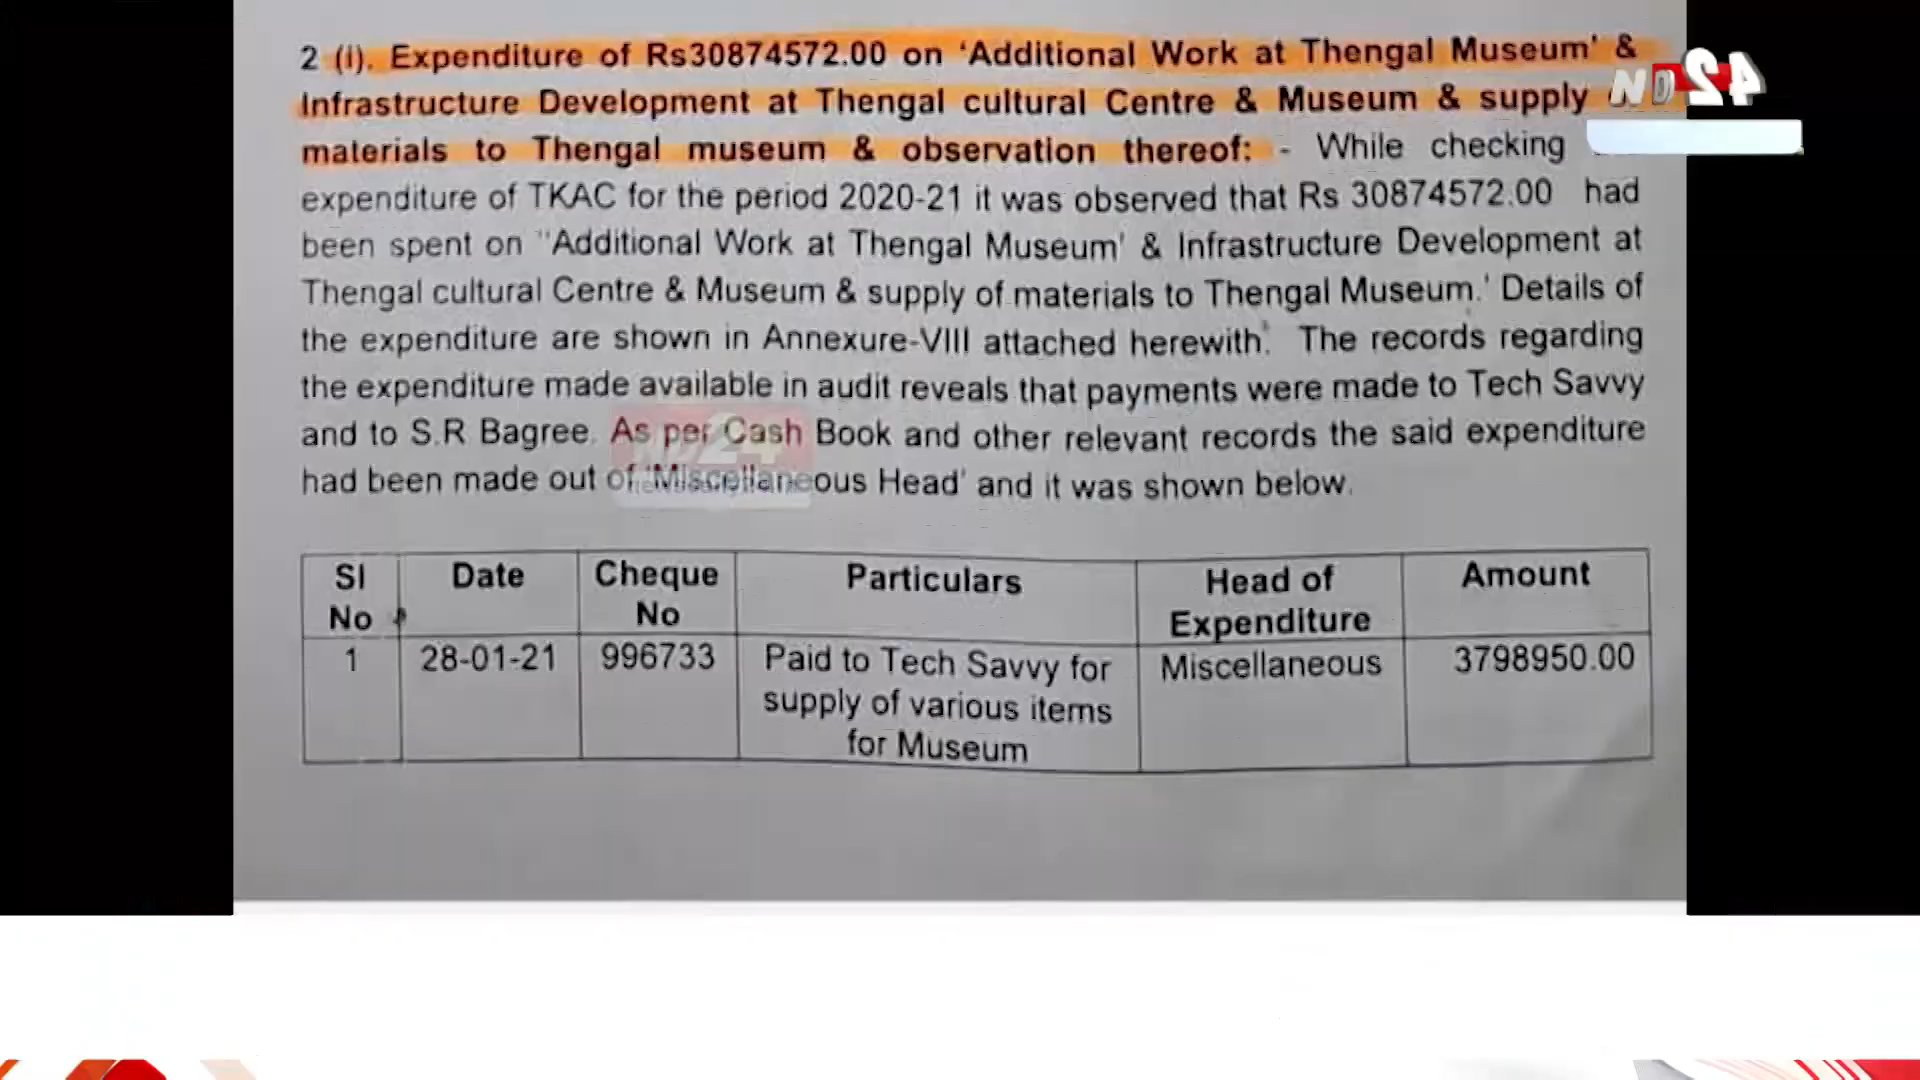 2 (i). Expenditure of Rs30874572.00 on ‘Additional Work at Thengal Museum’ &
Infrastructure Development at Thengal cultural Centre & Museum & supply
materials to Thengal museum & observation thereof: - While checking
expenditure of TKAC for the period 2020-21 it was observed that Rs 30874572.00 had
been spent on "Additional Work at Thengal Museum' & Infrastructure Development at
Thengal cultural Centre & Museum & supply of materials to Thengal Museum.' Details of
the expenditure are shown in Annexure-VIII attached herewith. The records regarding
the expenditure made available in audit reveals that payments were made to Tech Savvy
and to S.R Bagree. As per Cash Book and other relevant records the said expenditure
had been made out of 'Miscellaneous Head' and it was shown below.
Sl No Date Cheque No Particulars Head of Expenditure Amount
1 28-01-21 996733 Paid to Tech Savvy for supply of various items for Museum Miscellaneous 3798950.00
ND24